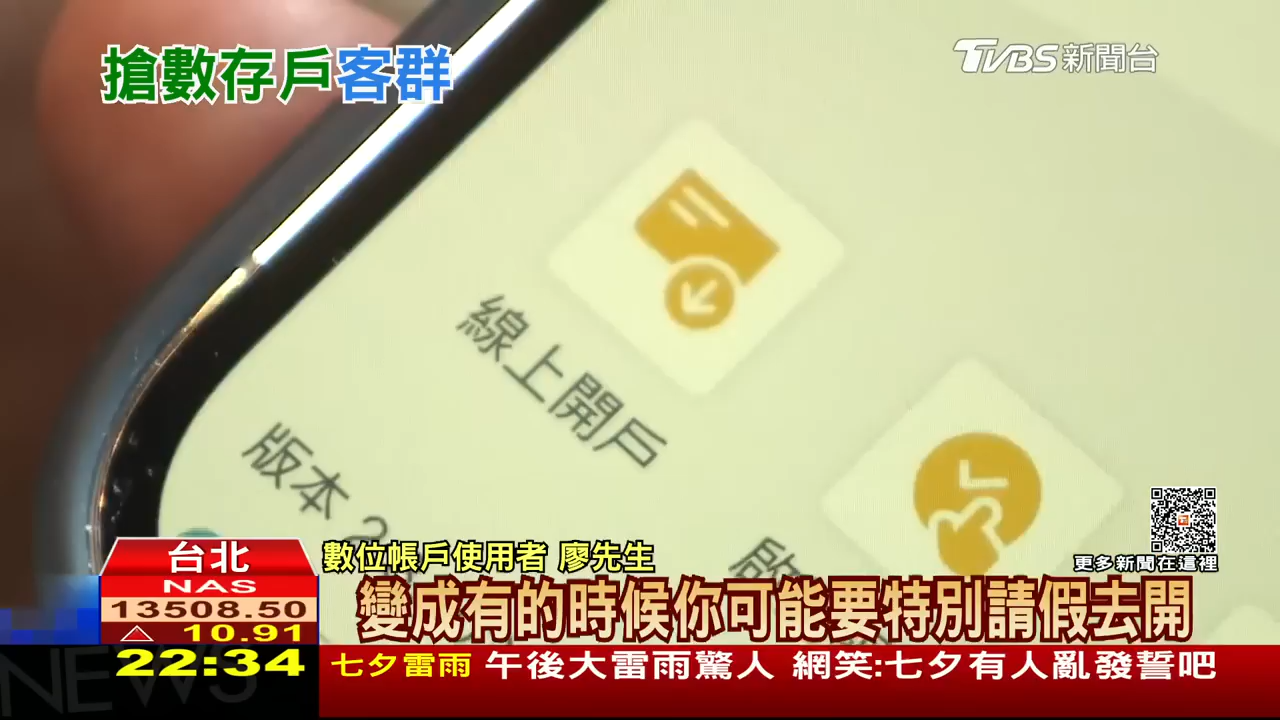 搶數存戶客群
TVBS新聞台
線上開戶
版本 2
啟
更多新聞在這裡
台北
NAS
13508.50
10.91
22:34
數位帳戶使用者 廖先生
變成有的時候你可能要特別請假去開
七夕雷雨 午後大雷雨驚人 網笑:七夕有人亂發誓吧
NEWS